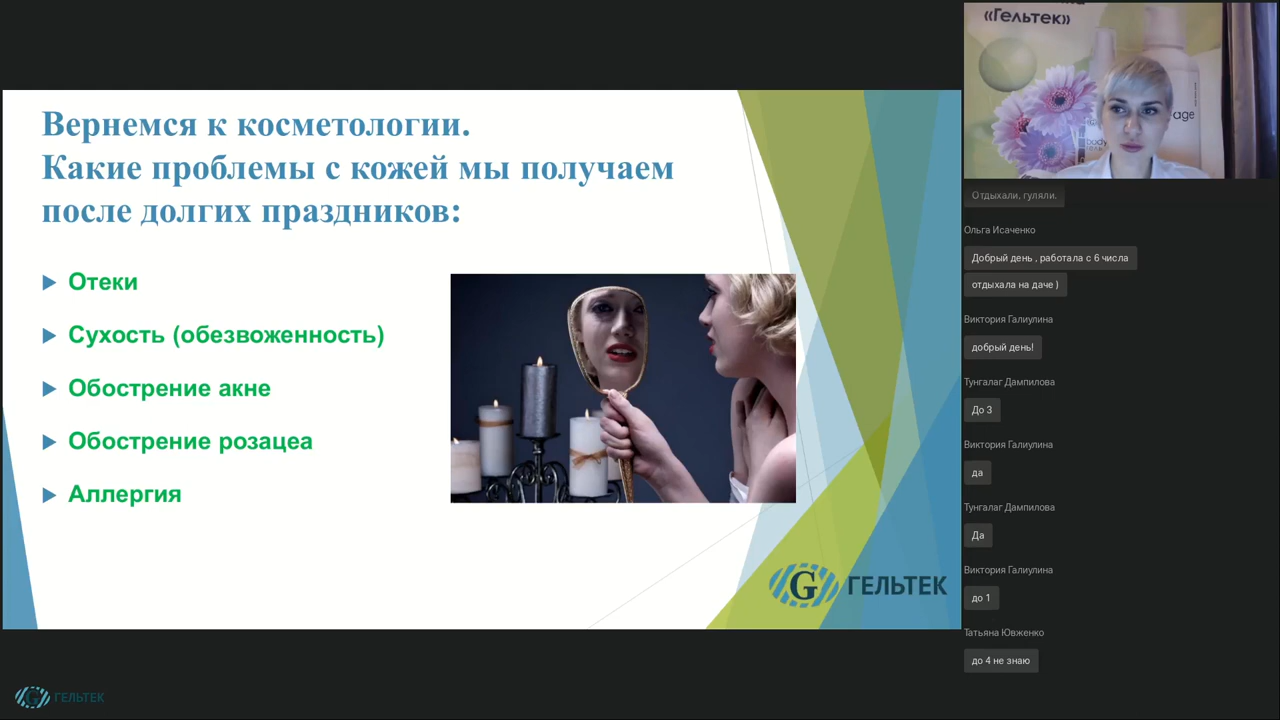 Вернемся к косметологии.
Какие проблемы с кожей мы получаем
после долгих праздников:
Отеки
Сухость (обезвоженность)
Обострение акне
Обострение розацеа
Аллергия
G ГЕЛЬТЕК
G ГЕЛЬТЕК
«Гельтек»
age
body
Отдыхали, гуляли.
Ольга Исаченко
Добрый день , работала с 6 числа
отдыхала на даче )
Виктория Галиулина
добрый день!
Тунгалаг Дампилова
До 3
Виктория Галиулина
да
Тунгалаг Дампилова
Да
Виктория Галиулина
до 1
Татьяна Ювженко
до 4 не знаю